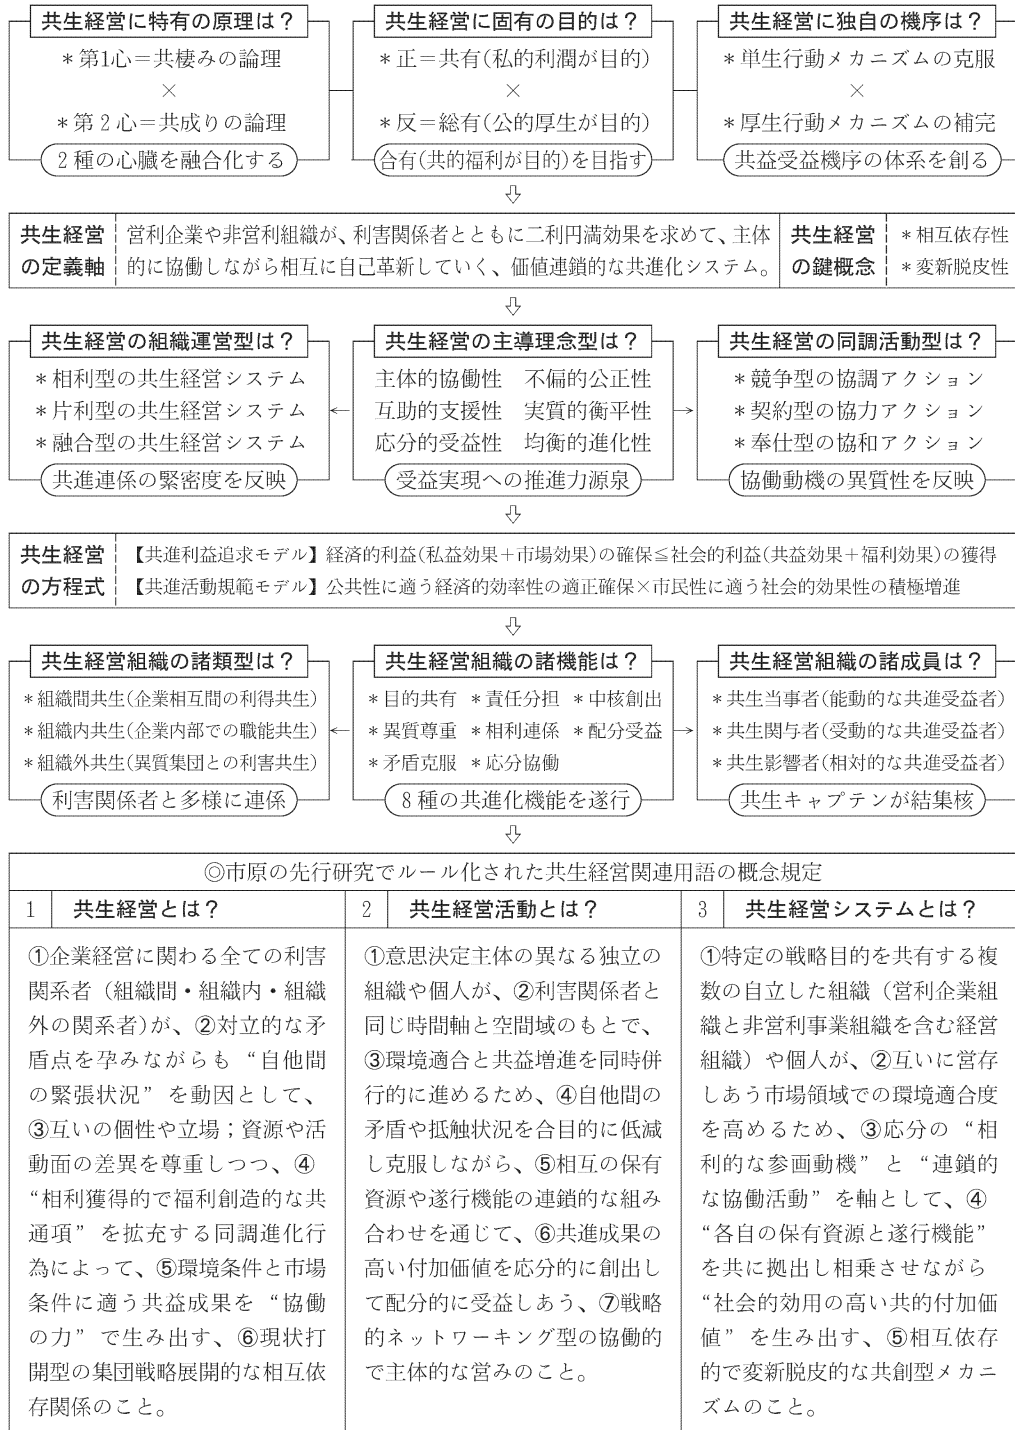 共生経営に特有の原理は？
＊第1心＝共棲みの論理
×
＊第２心＝共成りの論理
２種の心臓を融合化する
共生経営に固有の目的は？
＊正＝共有(私的利潤が目的)
×
＊反＝総有(公的厚生が目的)
合有(共的福利が目的)を目指す
共生経営に独自の機序は？
＊単生行動メカニズムの克服
×
＊厚生行動メカニズムの補完
共益受益機序の体系を創る
⇩
共生経営
の定義軸
営利企業や非営利組織が、利害関係者とともに二利円満効果を求めて、主体
的に協働しながら相互に自己革新していく、価値連鎖的な共進化システム。
共生経営
の鍵概念
＊相互依存性
＊変新脱皮性
⇩
共生経営の組織運営型は？
＊相利型の共生経営システム
＊片利型の共生経営システム
＊融合型の共生経営システム
共進連係の緊密度を反映
←
共生経営の主導理念型は？
主体的協働性　不偏的公正性
互助的支援性　実質的衡平性
応分的受益性　均衡的進化性
受益実現への推進力源泉
→
共生経営の同調活動型は？
＊競争型の協調アクション
＊契約型の協力アクション
＊奉仕型の協和アクション
協働動機の異質性を反映
⇩
共生経営
の方程式
【共進利益追求モデル】経済的利益(私益効果＋市場効果)の確保≦社会的利益(共益効果＋福利効果)の獲得
【共進活動規範モデル】公共性に適う経済的効率性の適正確保×市民性に適う社会的効果性の積極増進
⇩
共生経営組織の諸類型は？
＊組織間共生(企業相互間の利得共生)
＊組織内共生(企業内部での職能共生)
＊組織外共生(異質集団との利害共生)
利害関係者と多様に連係
←
共生経営組織の諸機能は？
＊目的共有　＊責任分担　＊中核創出
＊異質尊重　＊相利連係　＊配分受益
＊矛盾克服　＊応分協働
８種の共進化機能を遂行
→
共生経営組織の諸成員は？
＊共生当事者(能動的な共進受益者)
＊共生関与者(受動的な共進受益者)
＊共生影響者(相対的な共進受益者)
共生キャプテンが結集核
⇩
◎市原の先行研究でルール化された共生経営関連用語の概念規定
1　共生経営とは？
①企業経営に関わる全ての利害
関係者（組織間・組織内・組織
外の関係者)が、②対立的な矛
盾点を孕みながらも“自他間
の緊張状況”を動因として、
③互いの個性や立場；資源や活
動面の差異を尊重しつつ、④
“相利獲得的で福利創造的な共
通項”を拡充する同調進化行
為によって、⑤環境条件と市場
条件に適う共益成果を“協働
の力”で生み出す、⑥現状打
開型の集団戦略展開的な相互依
存関係のこと。
2　共生経営活動とは？
①意思決定主体の異なる独立の
組織や個人が、②利害関係者と
同じ時間軸と空間域のもとで、
③環境適合と共益増進を同時併
行的に進めるため、④自他間の
矛盾や抵触状況を合目的に低減
し克服しながら、⑤相互の保有
資源や遂行機能の連鎖的な組み
合わせを通じて、⑥共進成果の
高い付加価値を応分的に創出し
て配分的に受益しあう、⑦戦略
的ネットワーキング型の協働的
で主体的な営みのこと。
3　共生経営システムとは？
①特定の戦略目的を共有する複
数の自立した組織（営利企業組
織と非営利事業組織を含む経営
組織）や個人が、②互いに営存
しあう市場領域での環境適合度
を高めるため、③応分の“相
利的な参画動機”と“連鎖的
な協働活動”を軸として、④
“各自の保有資源と遂行機能”
を共に拠出し相乗させながら
“社会的効用の高い共的付加価
値”を生み出す、⑤相互依存
的で変新脱皮的な共創型メカニ
ズムのこと。